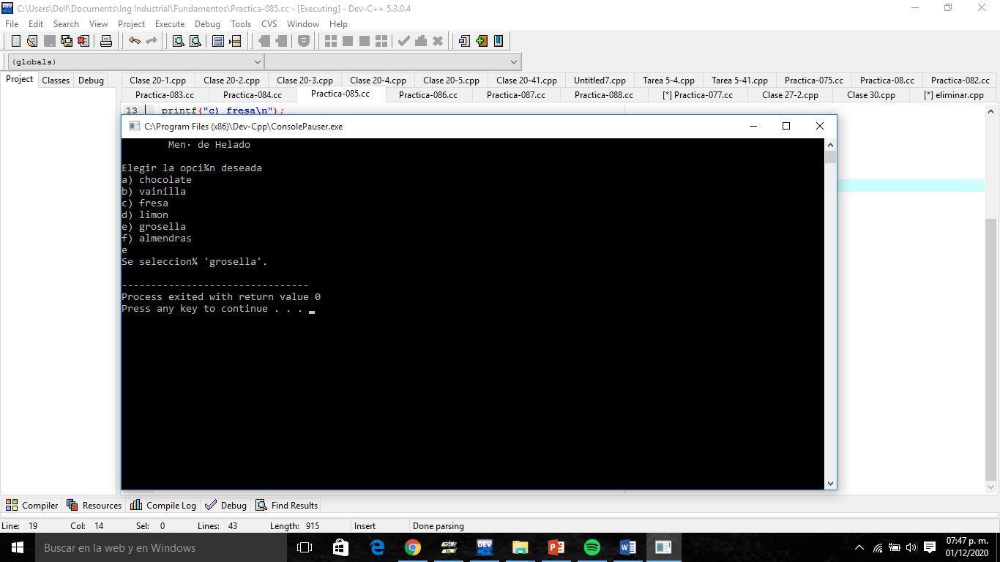 C:\Users\Dell\Documents\Ing Industrial\Fundamentos\Practica-085.cc - [Executing] - Dev-C++ 5.3.0.4
File Edit Search View Project Execute Debug Tools CVS Window Help
(globals)
Project Classes Debug
Clase 20-1.cpp Clase 20-2.cpp Clase 20-3.cpp Clase 20-4.cpp Clase 20-5.cpp Clase 20-41.cpp Untitled7.cpp Tarea 5-4.cpp Tarea 5-41.cpp Practica-075.cc Practica-08.cc Practica-082.cc
Practica-083.cc Practica-084.cc Practica-085.cc Practica-086.cc Practica-087.cc Practica-088.cc [*] Practica-077.cc Clase 27-2.cpp Clase 30.cpp [*] eliminar.cpp
13 printf("c) fresa\n");
C:\Program Files (x86)\Dev-Cpp\ConsolePauser.exe
Men· de Helado
Elegir la opci¾n deseada
a) chocolate
b) vainilla
c) fresa
d) limon
e) grosella
f) almendras
e
Se seleccion¾ 'grosella'.
--------------------------------
Process exited with return value 0
Press any key to continue . . .
Compiler Resources Compile Log Debug Find Results
Line: 19 Col: 14 Sel: 0 Lines: 43 Length: 915 Insert Done parsing
Buscar en la web y en Windows
DEV
07:47 p. m.
01/12/2020